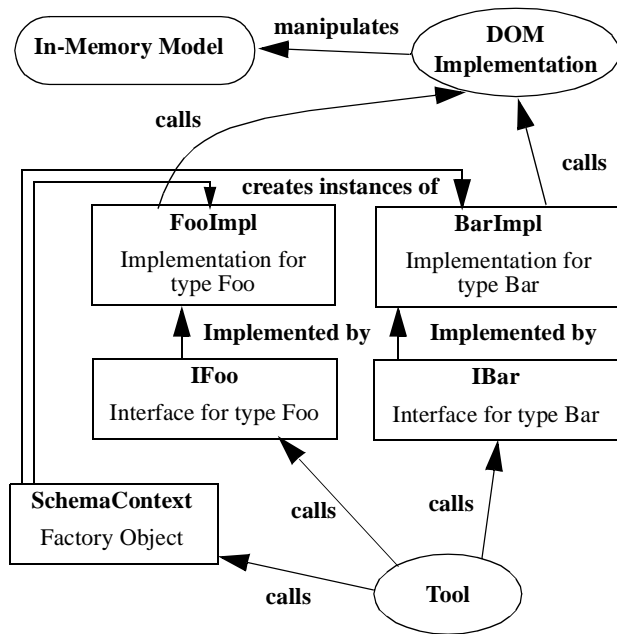 In-Memory Model
manipulates
DOM
Implementation
calls
calls
creates instances of
FooImpl
Implementation for
type Foo
BarImpl
Implementation for
type Bar
Implemented by
Implemented by
IFoo
Interface for type Foo
IBar
Interface for type Bar
SchemaContext
Factory Object
calls
calls
calls
Tool